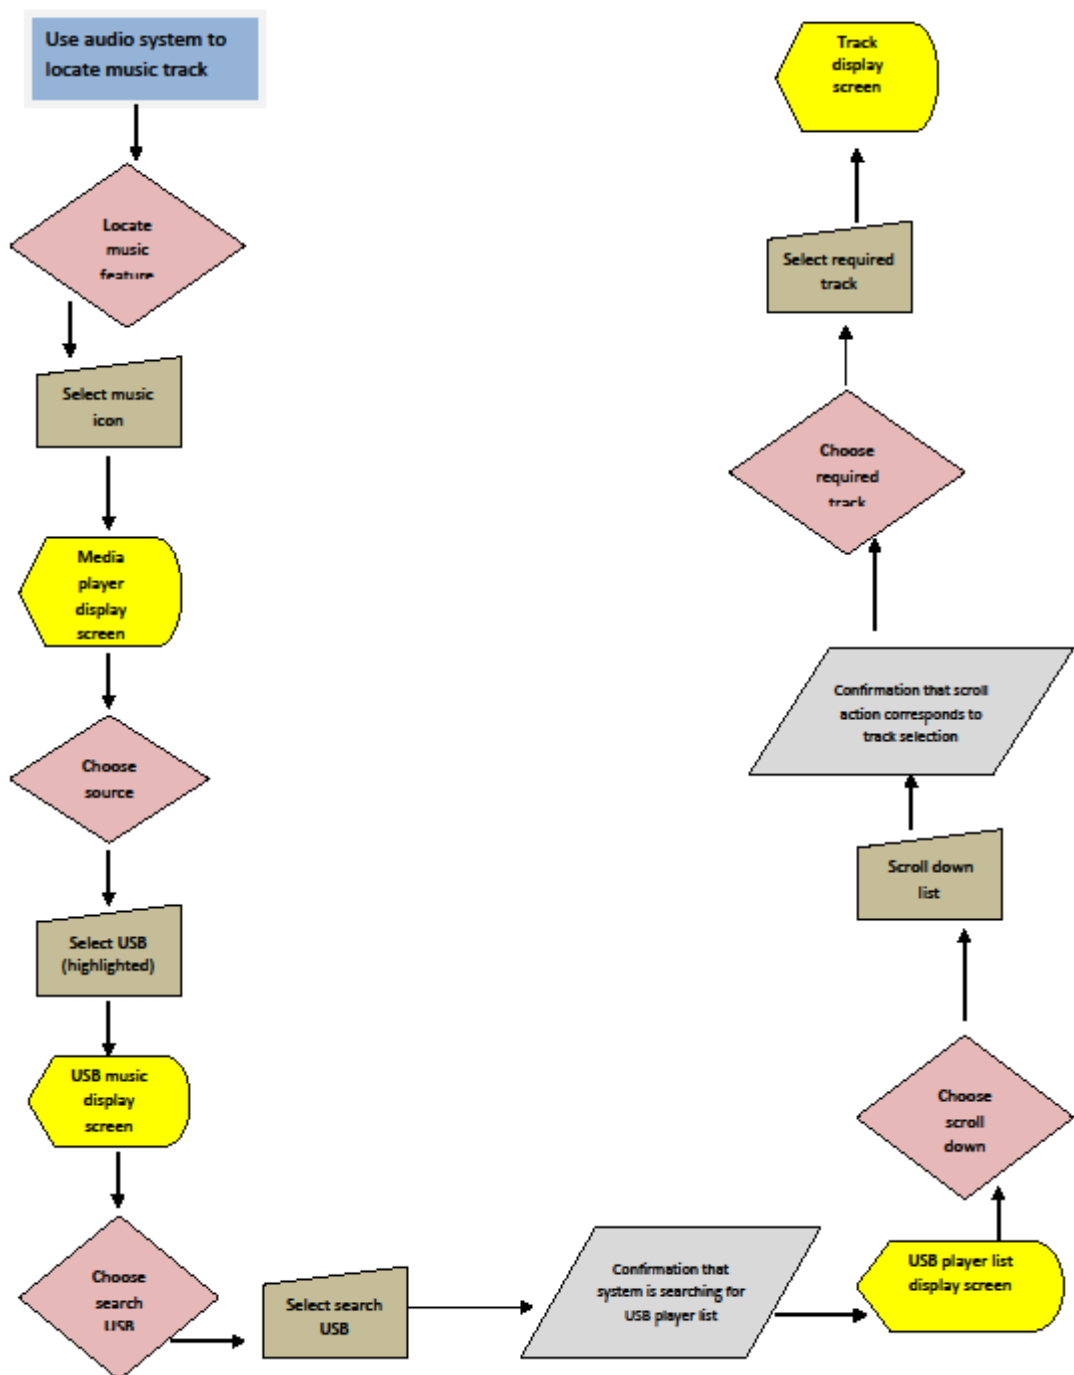 Use audio system to
locate music track
Locate
music
feature
Select music
icon
Media
player
display
screen
Choose
source
Select USB
(highlighted)
USB music
display
screen
Choose
search
USB
Select search
USB
Confirmation that
system is searching for
USB player list
USB player list
display screen
Choose
scroll
down
Scroll down
list
Confirmation that scroll
action corresponds to
track selection
Choose
required
track
Select required
track
Track
display
screen